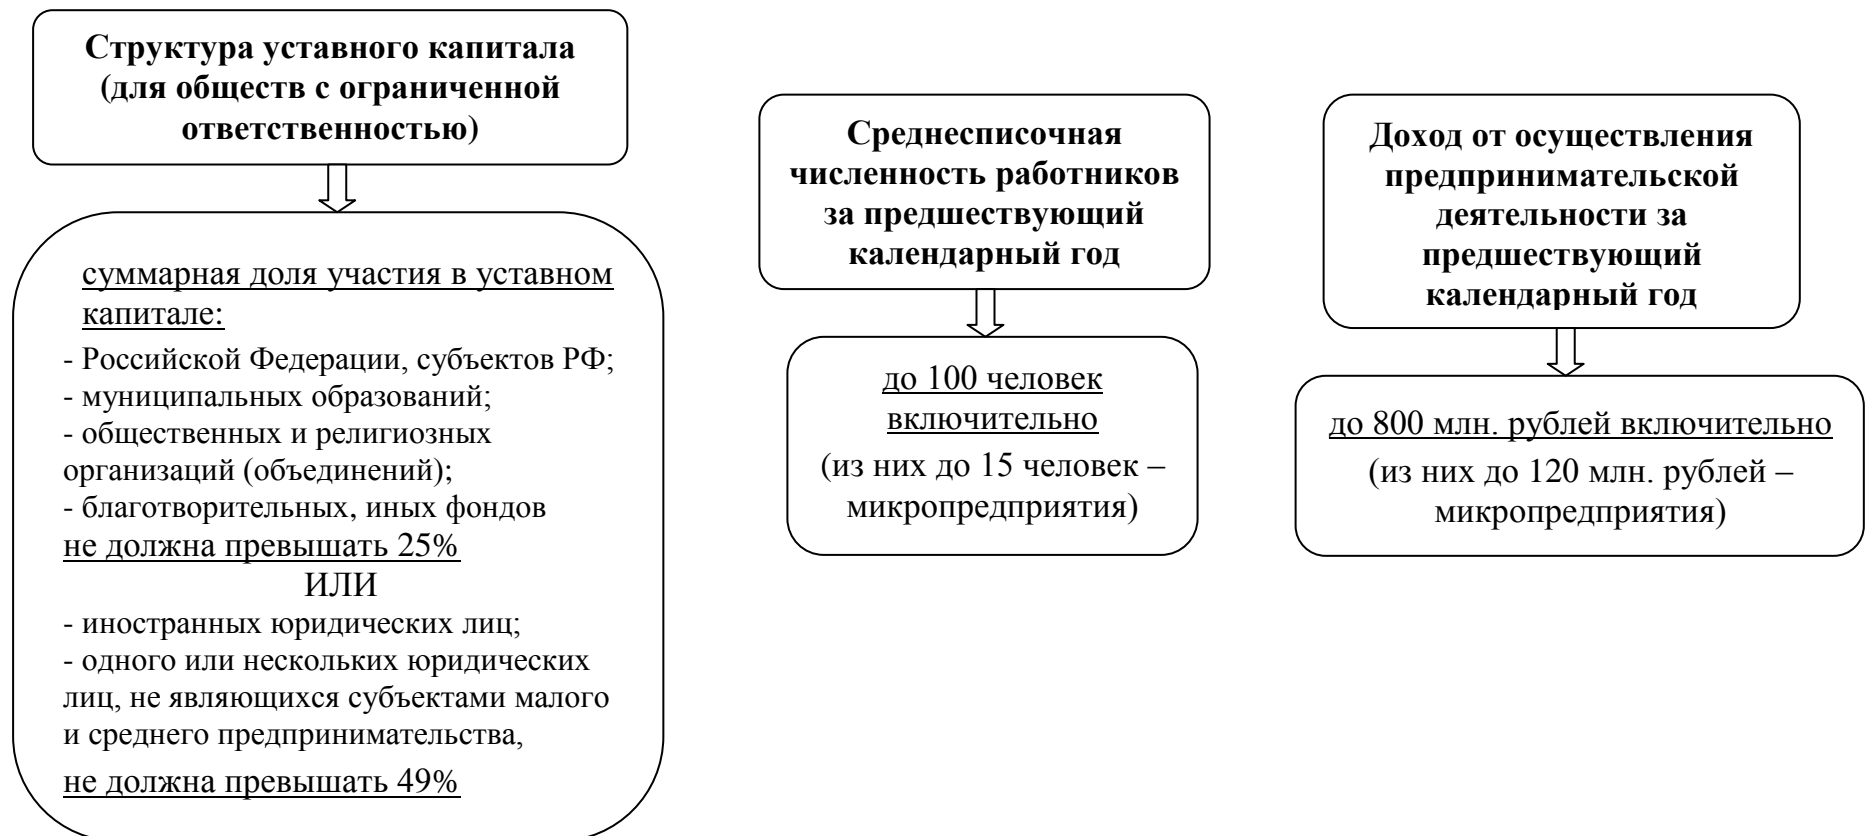 Структура уставного капитала
(для обществ с ограниченной
ответственностью)
суммарная доля участия в уставном
капитале:
- Российской Федерации, субъектов РФ;
- муниципальных образований;
- общественных и религиозных
организаций (объединений);
- благотворительных, иных фондов
не должна превышать 25%
ИЛИ
- иностранных юридических лиц;
- одного или нескольких юридических
лиц, не являющихся субъектами малого
и среднего предпринимательства,
не должна превышать 49%
Среднесписочная
численность работников
за предшествующий
календарный год
до 100 человек
включительно
(из них до 15 человек –
микропредприятия)
Доход от осуществления
предпринимательской
деятельности за
предшествующий
календарный год
до 800 млн. рублей включительно
(из них до 120 млн. рублей –
микропредприятия)